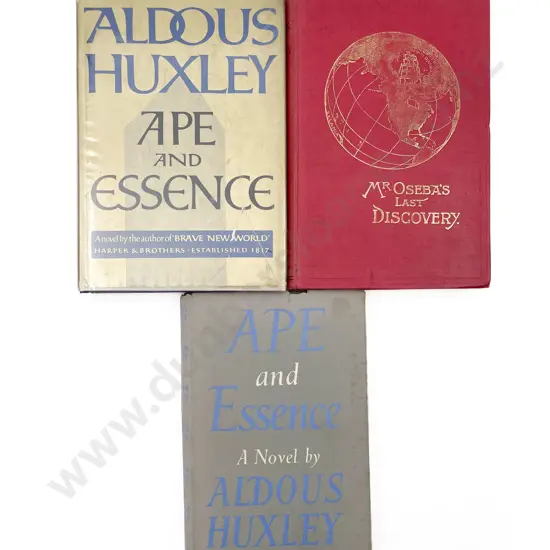 ALDOUS
HUXLEY
APE
AND
ESSENCE
A novel by the author of 'BRAVE NEW WORLD'
HARPER & BROTHERS · ESTABLISHED 1817
MR OSEBA'S
LAST
DISCOVERY.
APE
and
Essence
A Novel by
ALDOUS
HUXLEY